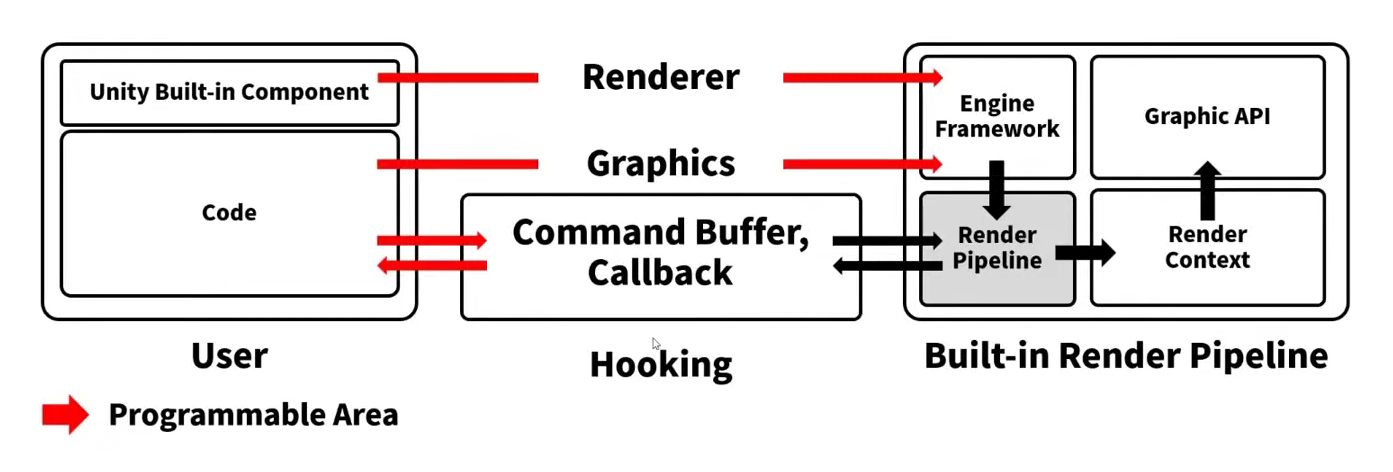 Unity Built-in Component
Code
User
Programmable Area
Renderer
Graphics
Command Buffer,
Callback
Hooking
Engine
Framework
Graphic API
Render
Pipeline
Render
Context
Built-in Render Pipeline